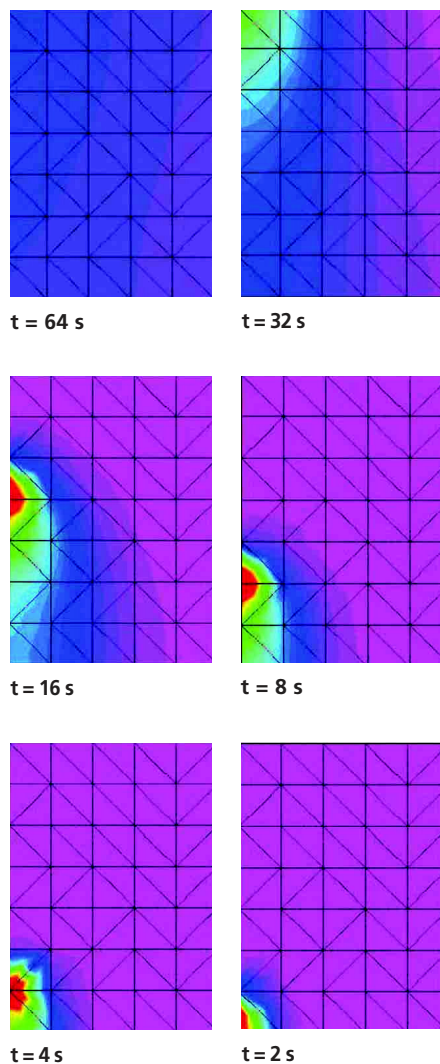 t = 64 s
t = 32 s
t = 16 s
t = 8 s
t = 4 s
t = 2 s